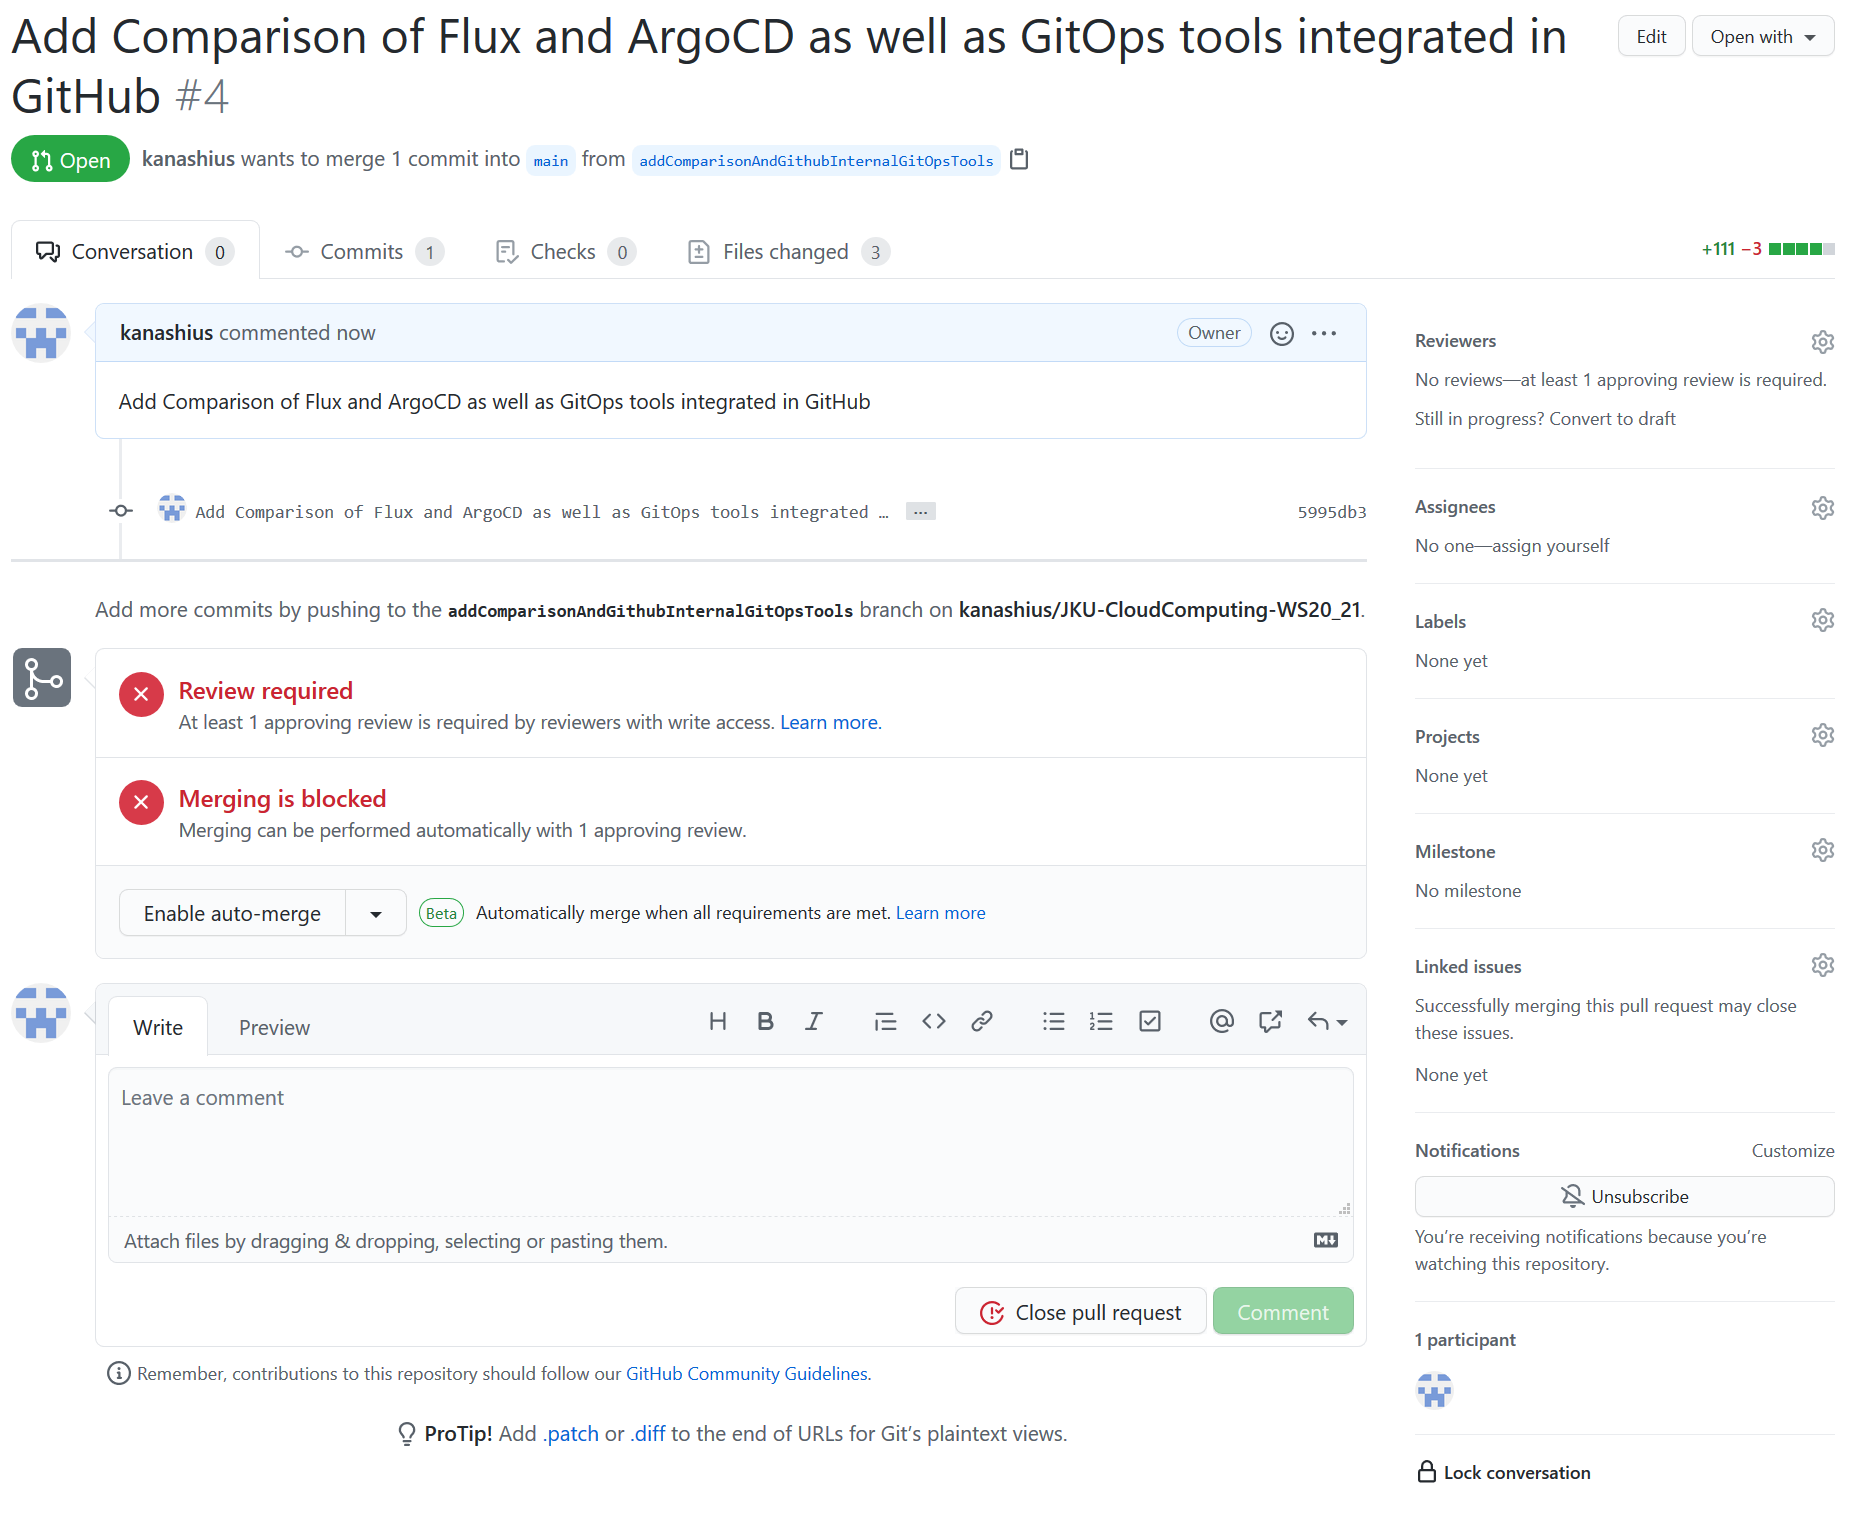 Add Comparison of Flux and ArgoCD as well as GitOps tools integrated in
GitHub #4
Edit
Open with
Open
kanashius wants to merge 1 commit into main from addComparisonAndGithubInternalGitOpsTools
Conversation 0
Commits 1
Checks 0
Files changed 3
+111 −3
kanashius commented now
Owner
Add Comparison of Flux and ArgoCD as well as GitOps tools integrated in GitHub
Add Comparison of Flux and ArgoCD as well as GitOps tools integrated … ...
5995db3
Add more commits by pushing to the addComparisonAndGithubInternalGitOpsTools branch on kanashius/JKU-CloudComputing-WS20_21.
Review required
At least 1 approving review is required by reviewers with write access. Learn more.
Merging is blocked
Merging can be performed automatically with 1 approving review.
Enable auto-merge
Beta
Automatically merge when all requirements are met. Learn more
Write
Preview
Leave a comment
Attach files by dragging & dropping, selecting or pasting them.
Close pull request
Comment
Remember, contributions to this repository should follow our GitHub Community Guidelines.
ProTip! Add .patch or .diff to the end of URLs for Git’s plaintext views.
Reviewers
No reviews—at least 1 approving review is required.
Still in progress? Convert to draft
Assignees
No one—assign yourself
Labels
None yet
Projects
None yet
Milestone
No milestone
Linked issues
Successfully merging this pull request may close
these issues.
None yet
Notifications
Customize
Unsubscribe
You’re receiving notifications because you’re
watching this repository.
1 participant
Lock conversation